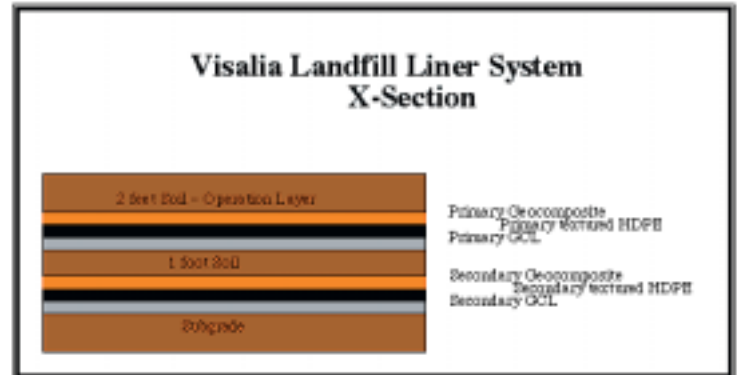 Visalia Landfill Liner System
X-Section
2 feet Soil - Operation Layer
Primary Geocomposite
Primary textured HDPE
Primary GCL
1 foot Soil
Secondary Geocomposite
Secondary textured HDPE
Secondary GCL
Subgrade